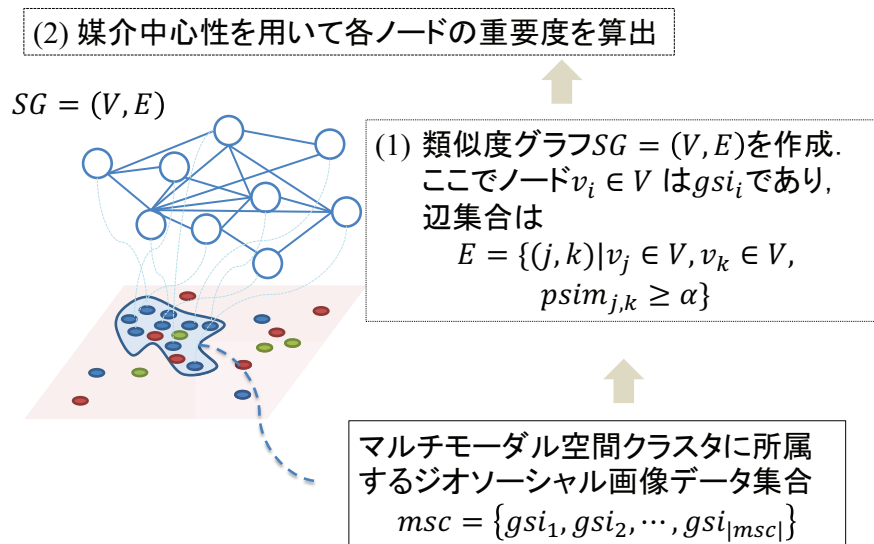 (2) 媒介中心性を用いて各ノードの重要度を算出
SG = (V, E)
(1) 類似度グラフSG = (V, E)を作成.
ここでノードv_i ∈ V はgsi_iであり,
辺集合は
E = {(j, k)|v_j ∈ V, v_k ∈ V,
psim_{j,k} ≥ α}
マルチモーダル空間クラスタに所属
するジオソーシャル画像データ集合
msc = {gsi_1, gsi_2, ⋯, gsi_{|msc|}}